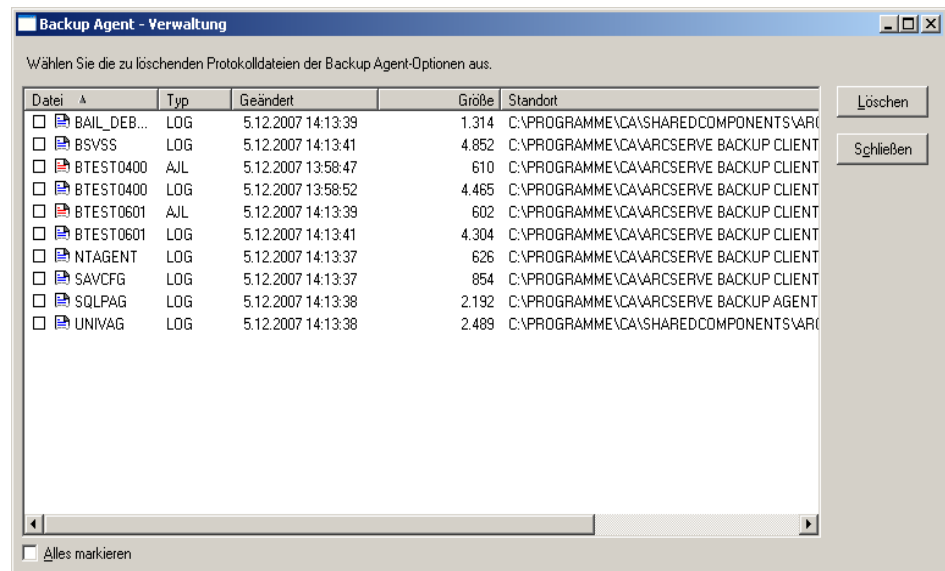 Backup Agent - Verwaltung
Wählen Sie die zu löschenden Protokolldateien der Backup Agent-Optionen aus.
Datei Typ Geändert Größe Standort
BAIL_DEB... LOG 5.12.2007 14:13:39 1.314 C:\PROGRAMME\CA\SHAREDCOMPONENTS\AR(
BSVSS LOG 5.12.2007 14:13:41 4.852 C:\PROGRAMME\CA\ARCSERVE BACKUP CLIENT
BTEST0400 AJL 5.12.2007 13:58:47 610 C:\PROGRAMME\CA\ARCSERVE BACKUP CLIENT
BTEST0400 LOG 5.12.2007 13:58:52 4.465 C:\PROGRAMME\CA\ARCSERVE BACKUP CLIENT
BTEST0601 AJL 5.12.2007 14:13:39 602 C:\PROGRAMME\CA\ARCSERVE BACKUP CLIENT
BTEST0601 LOG 5.12.2007 14:13:41 4.304 C:\PROGRAMME\CA\ARCSERVE BACKUP CLIENT
NTAGENT LOG 5.12.2007 14:13:37 626 C:\PROGRAMME\CA\ARCSERVE BACKUP CLIENT
SAVCFG LOG 5.12.2007 14:13:37 854 C:\PROGRAMME\CA\ARCSERVE BACKUP CLIENT
SQLPAG LOG 5.12.2007 14:13:38 2.192 C:\PROGRAMME\CA\ARCSERVE BACKUP AGENT
UNIVAG LOG 5.12.2007 14:13:38 2.489 C:\PROGRAMME\CA\SHAREDCOMPONENTS\AR(
Löschen
Schließen
Alles markieren